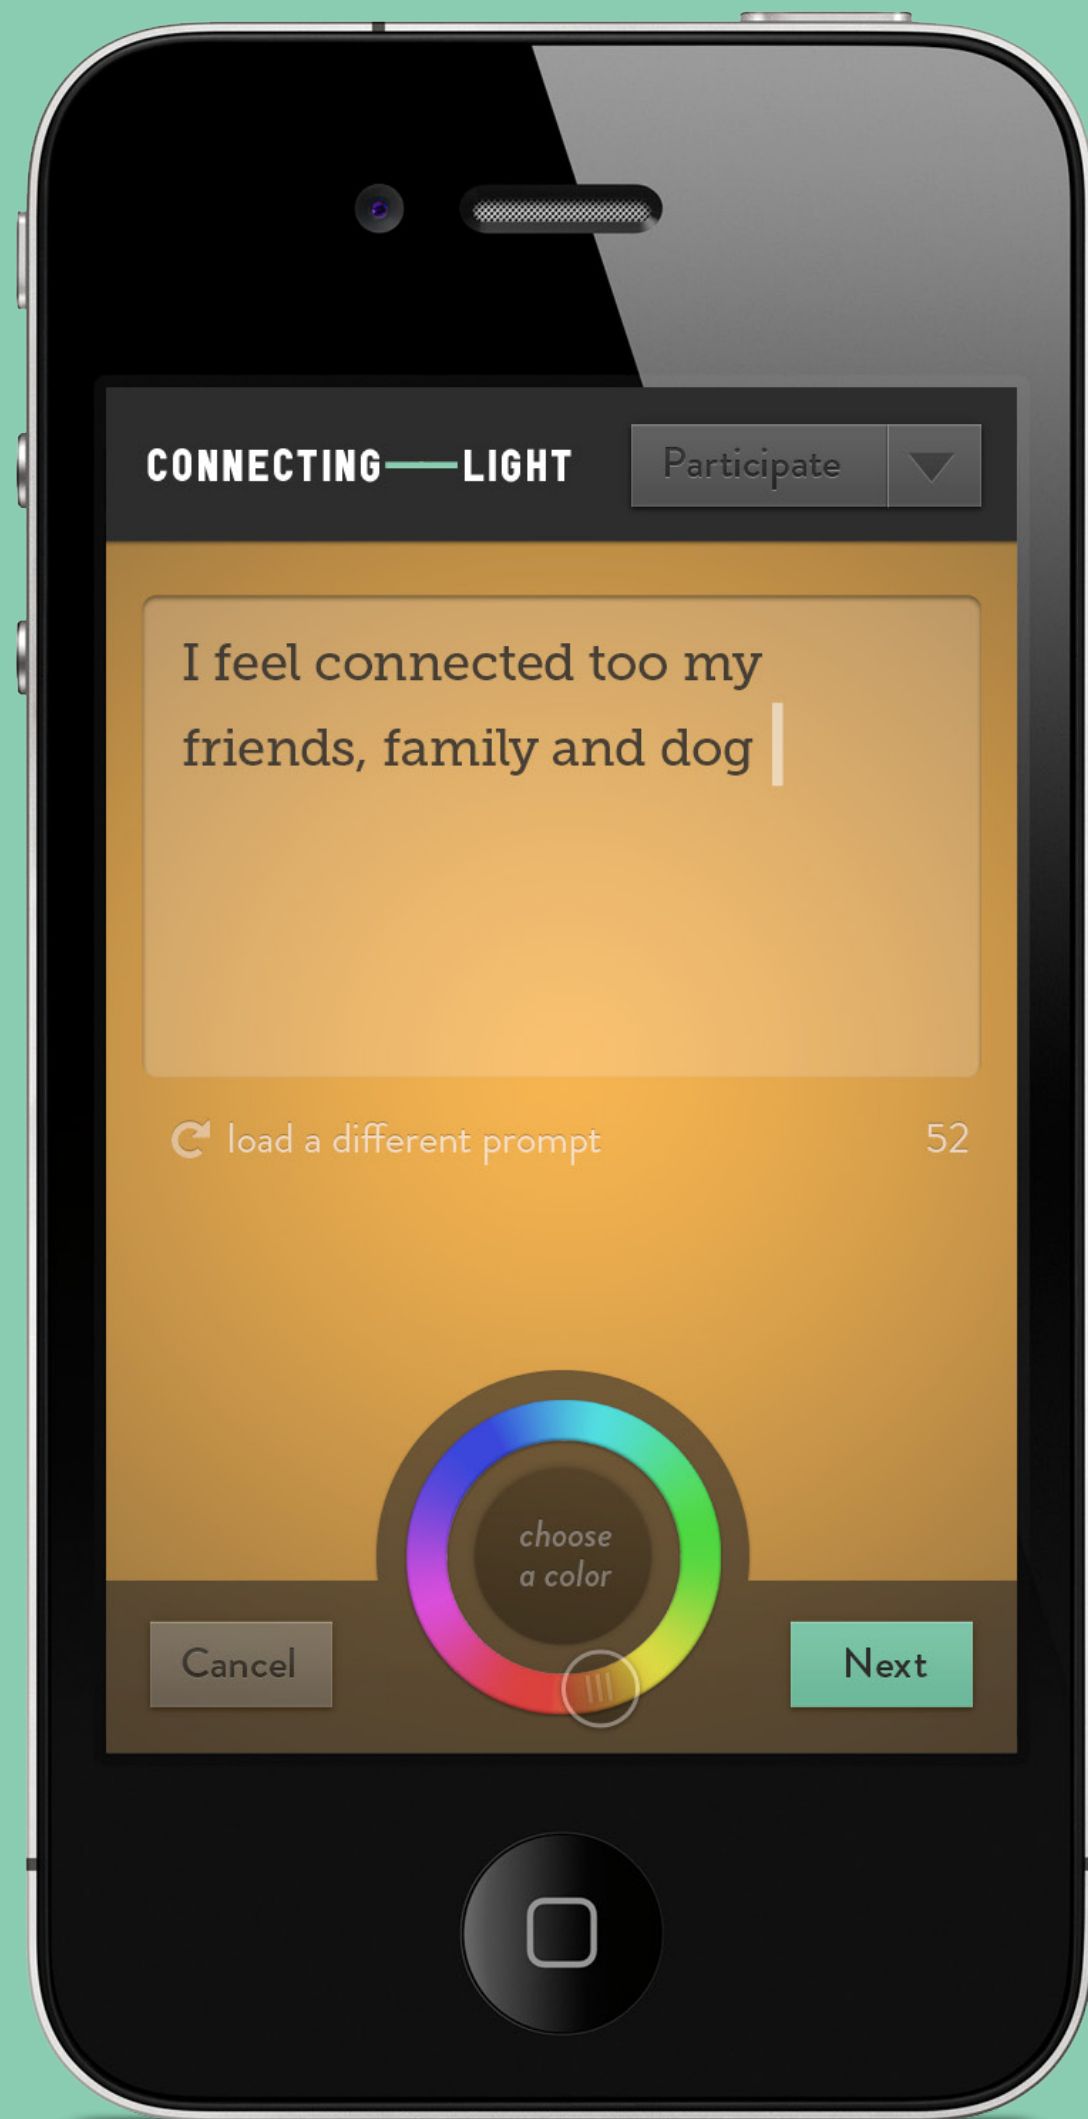 CONNECTING—LIGHT
Participate
I feel connected too my
friends, family and dog
load a different prompt
52
choose
a color
Cancel
Next